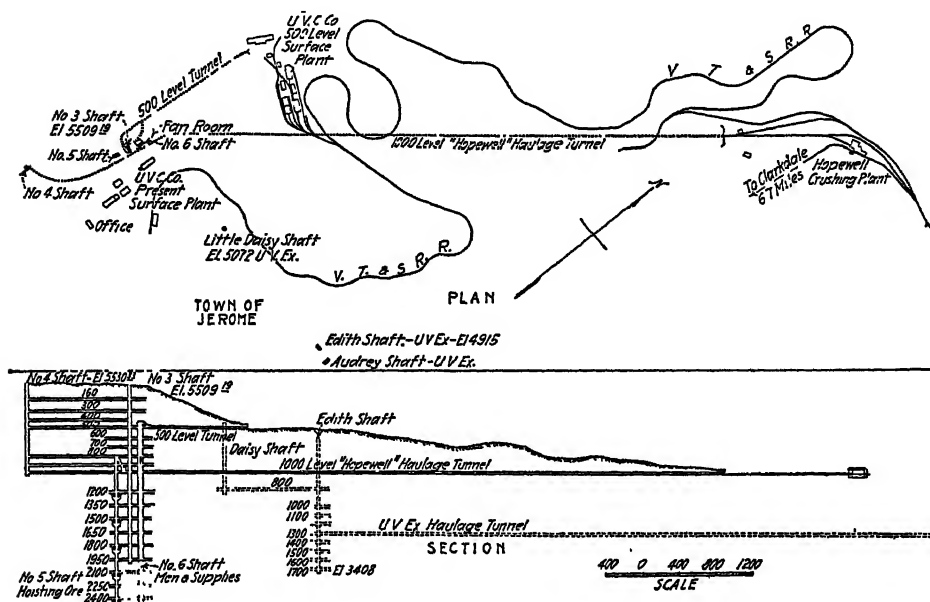 U.V.C Co
500 Level
Surface
Plant
500 Level Tunnel
No 3 Shaft
El 5509 19
Fan Room
No. 6 Shaft
No. 5 Shaft
No 4 Shaft
U V C Co.
Present
Surface Plant
Office
1000 Level "Hopewell" Haulage Tunnel
V T & S R. R.
To Clarkdale
6.7 Miles
Hopewell
Crushing Plant
Little Daisy Shaft
El. 5072 U V. Ex.
V. T. & S R. R.
TOWN OF
JEROME
PLAN
Edith Shaft-UV Ex-El 4915
Audrey Shaft-UV Ex.
No 4 Shaft-El 5530
No 3 Shaft
El. 5509 19
160
300
400
600
700
800
500 Level Tunnel
Daisy Shaft
Edith Shaft
1000 Level "Hopewell" Haulage Tunnel
800
1200
1350
1500
1650
1800
1950
2100
2250
2400
1000
1100
1300
1400
1500
1600
1700
El 3408
UV Ex Haulage Tunnel
SECTION
No 5 Shaft
Hoisting Ore
No. 6 Shaft
Men & Supplies
400 0 400 800 1200
SCALE